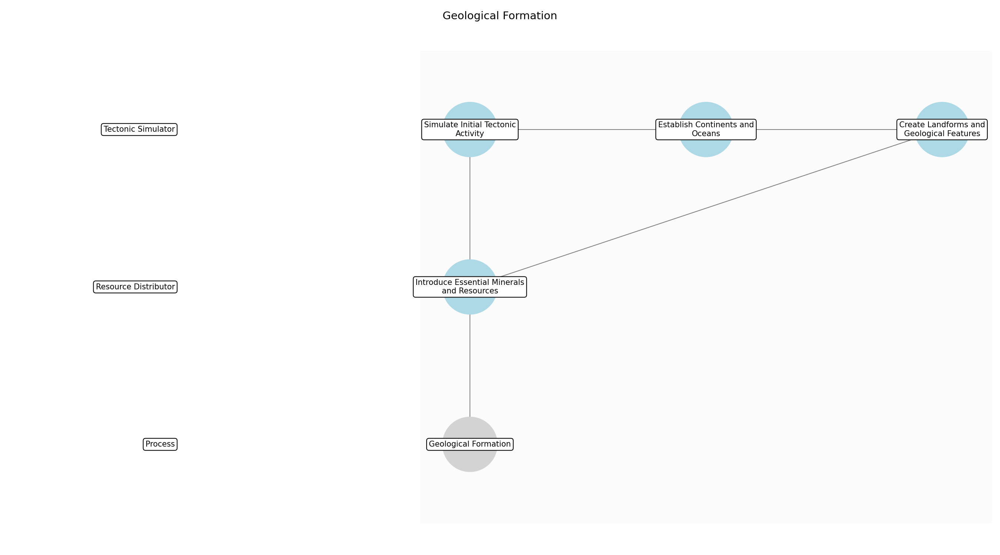 Geological Formation
Tectonic Simulator
Simulate Initial Tectonic
Activity
Establish Continents and
Oceans
Create Landforms and
Geological Features
Resource Distributor
Introduce Essential Minerals
and Resources
Process
Geological Formation